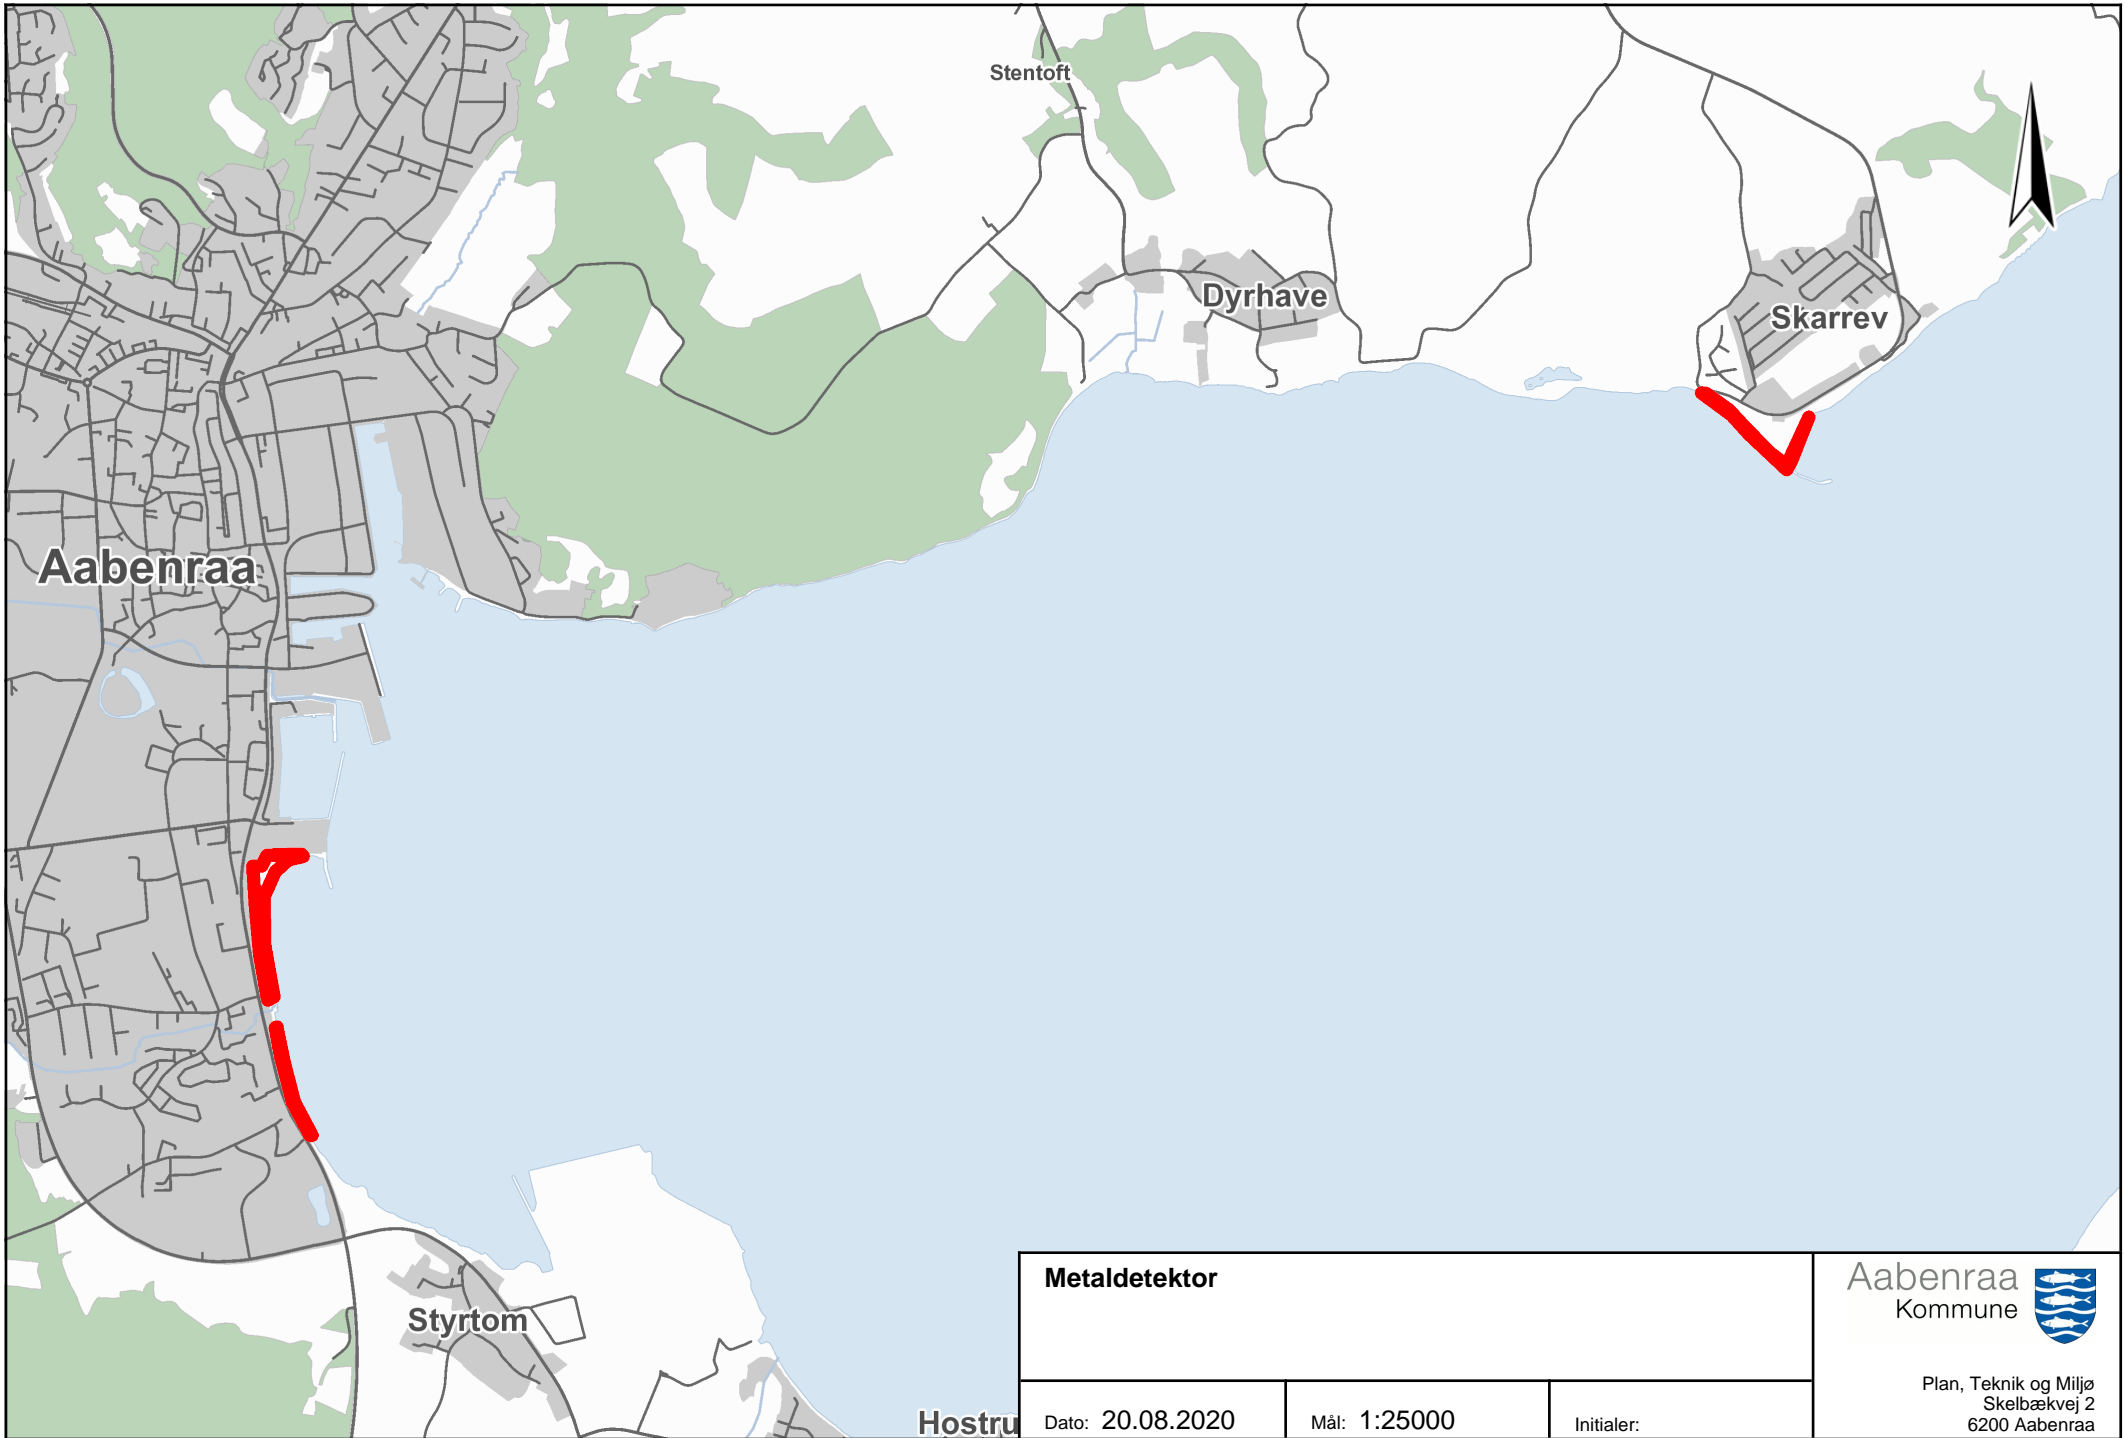 Stentoft
Dyrhave
Skarrev
Aabenraa
Styrtom
Hostru
Metaldetektor
Dato: 20.08.2020
Mål: 1:25000
Initialer:
Aabenraa
Kommune
Plan, Teknik og Miljø
Skelbækvej 2
6200 Aabenraa